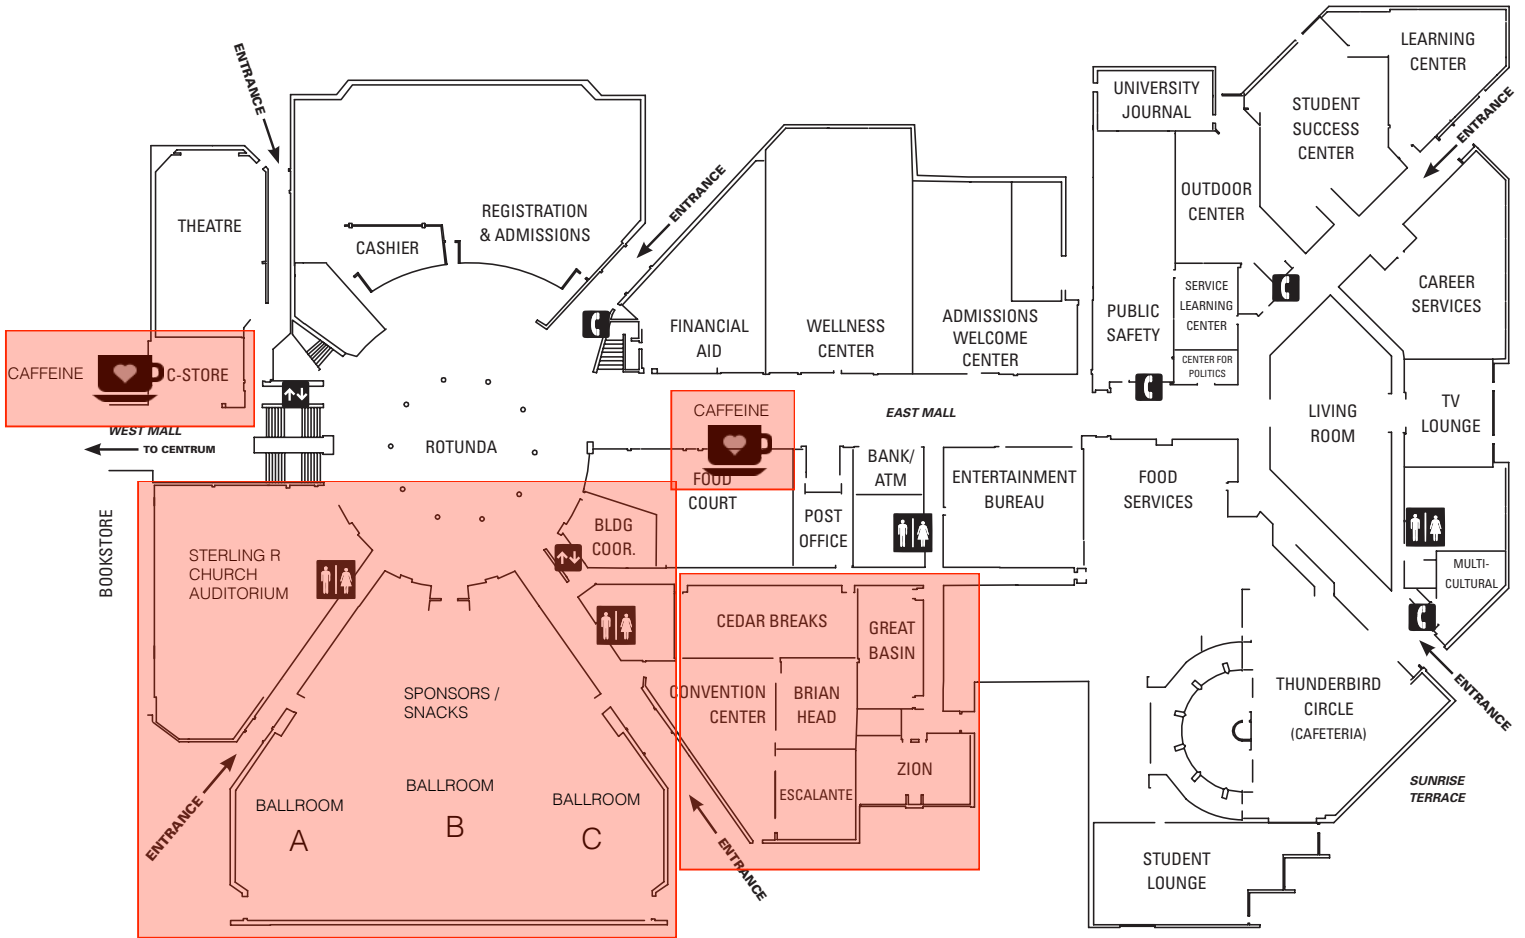 LEARNING
CENTER
ENTRANCE
UNIVERSITY
JOURNAL
STUDENT
SUCCESS
CENTER
ENTRANCE
ENTRANCE
THEATRE
REGISTRATION
& ADMISSIONS
CASHIER
OUTDOOR
CENTER
CAREER
SERVICES
SERVICE
LEARNING
CENTER
PUBLIC
SAFETY
FINANCIAL
AID
WELLNESS
CENTER
ADMISSIONS
WELCOME
CENTER
CENTER FOR
POLITICS
CAFFEINE
C-STORE
CAFFEINE
EAST MALL
LIVING
ROOM
TV
LOUNGE
WEST MALL
TO CENTRUM
ROTUNDA
FOOD
COURT
BANK/
ATM
ENTERTAINMENT
BUREAU
FOOD
SERVICES
POST
OFFICE
BLDG
COOR.
BOOKSTORE
STERLING R
CHURCH
AUDITORIUM
MULTI-
CULTURAL
CEDAR BREAKS
GREAT
BASIN
SPONSORS /
SNACKS
CONVENTION
CENTER
BRIAN
HEAD
THUNDERBIRD
CIRCLE
(CAFETERIA)
ENTRANCE
ZION
ESCALANTE
SUNRISE
TERRACE
BALLROOM
A
BALLROOM
B
BALLROOM
C
ENTRANCE
ENTRANCE
STUDENT
LOUNGE